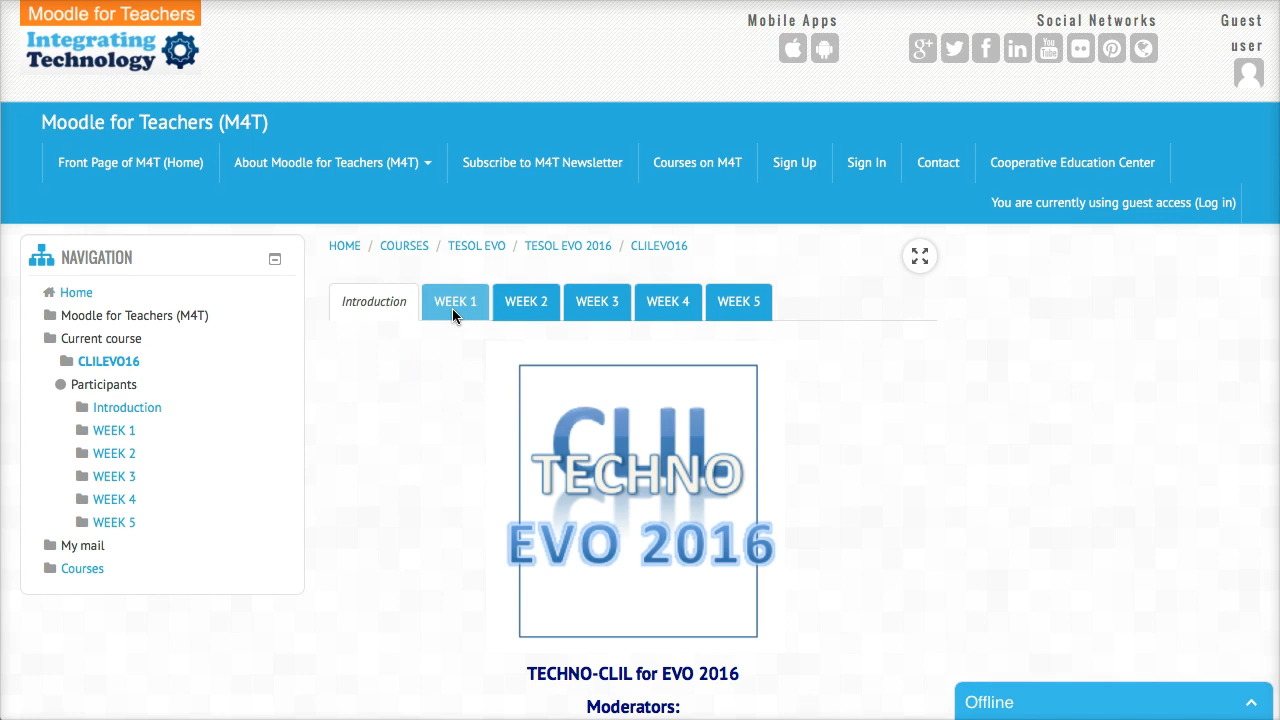 Moodle for Teachers
Integrating
Technology
Mobile Apps
Social Networks
Guest
user
g+
in
You
Tube
Moodle for Teachers (M4T)
Front Page of M4T (Home)
About Moodle for Teachers (M4T)
Subscribe to M4T Newsletter
Courses on M4T
Sign Up
Sign In
Contact
Cooperative Education Center
You are currently using guest access (Log in)
NAVIGATION
Home
Moodle for Teachers (M4T)
Current course
CLILEVO16
Participants
Introduction
WEEK 1
WEEK 2
WEEK 3
WEEK 4
WEEK 5
My mail
Courses
HOME / COURSES / TESOL EVO / TESOL EVO 2016 / CLILEVO16
Introduction
WEEK 1
WEEK 2
WEEK 3
WEEK 4
WEEK 5
CLIL
TECHNO
EVO 2016
TECHNO-CLIL for EVO 2016
Moderators:
Offline